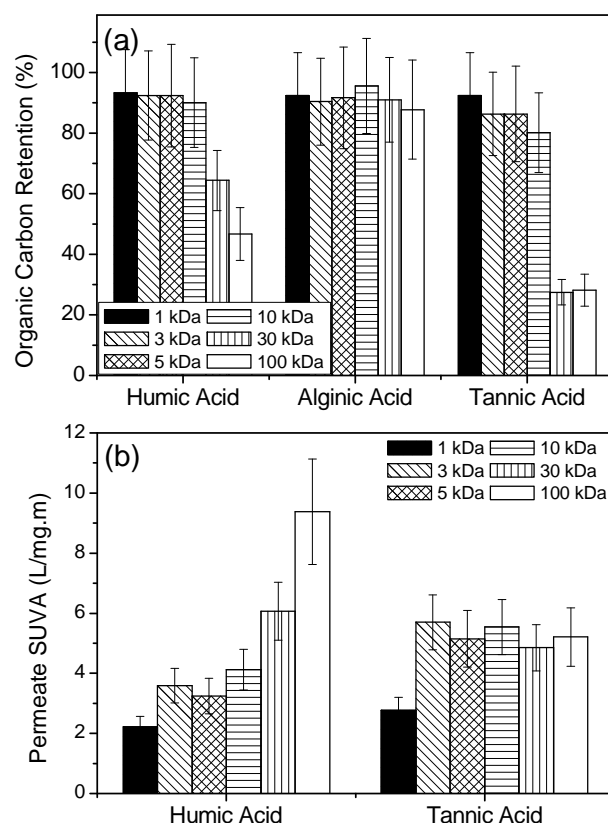 (a)
Organic Carbon Retention (%)
100
80
60
40
20
0
1 kDa 10 kDa
3 kDa 30 kDa
5 kDa 100 kDa
Humic Acid Alginic Acid Tannic Acid
(b)
Permeate SUVA (L/mg.m)
12
10
8
6
4
2
0
1 kDa 10 kDa
3 kDa 30 kDa
5 kDa 100 kDa
Humic Acid Tannic Acid